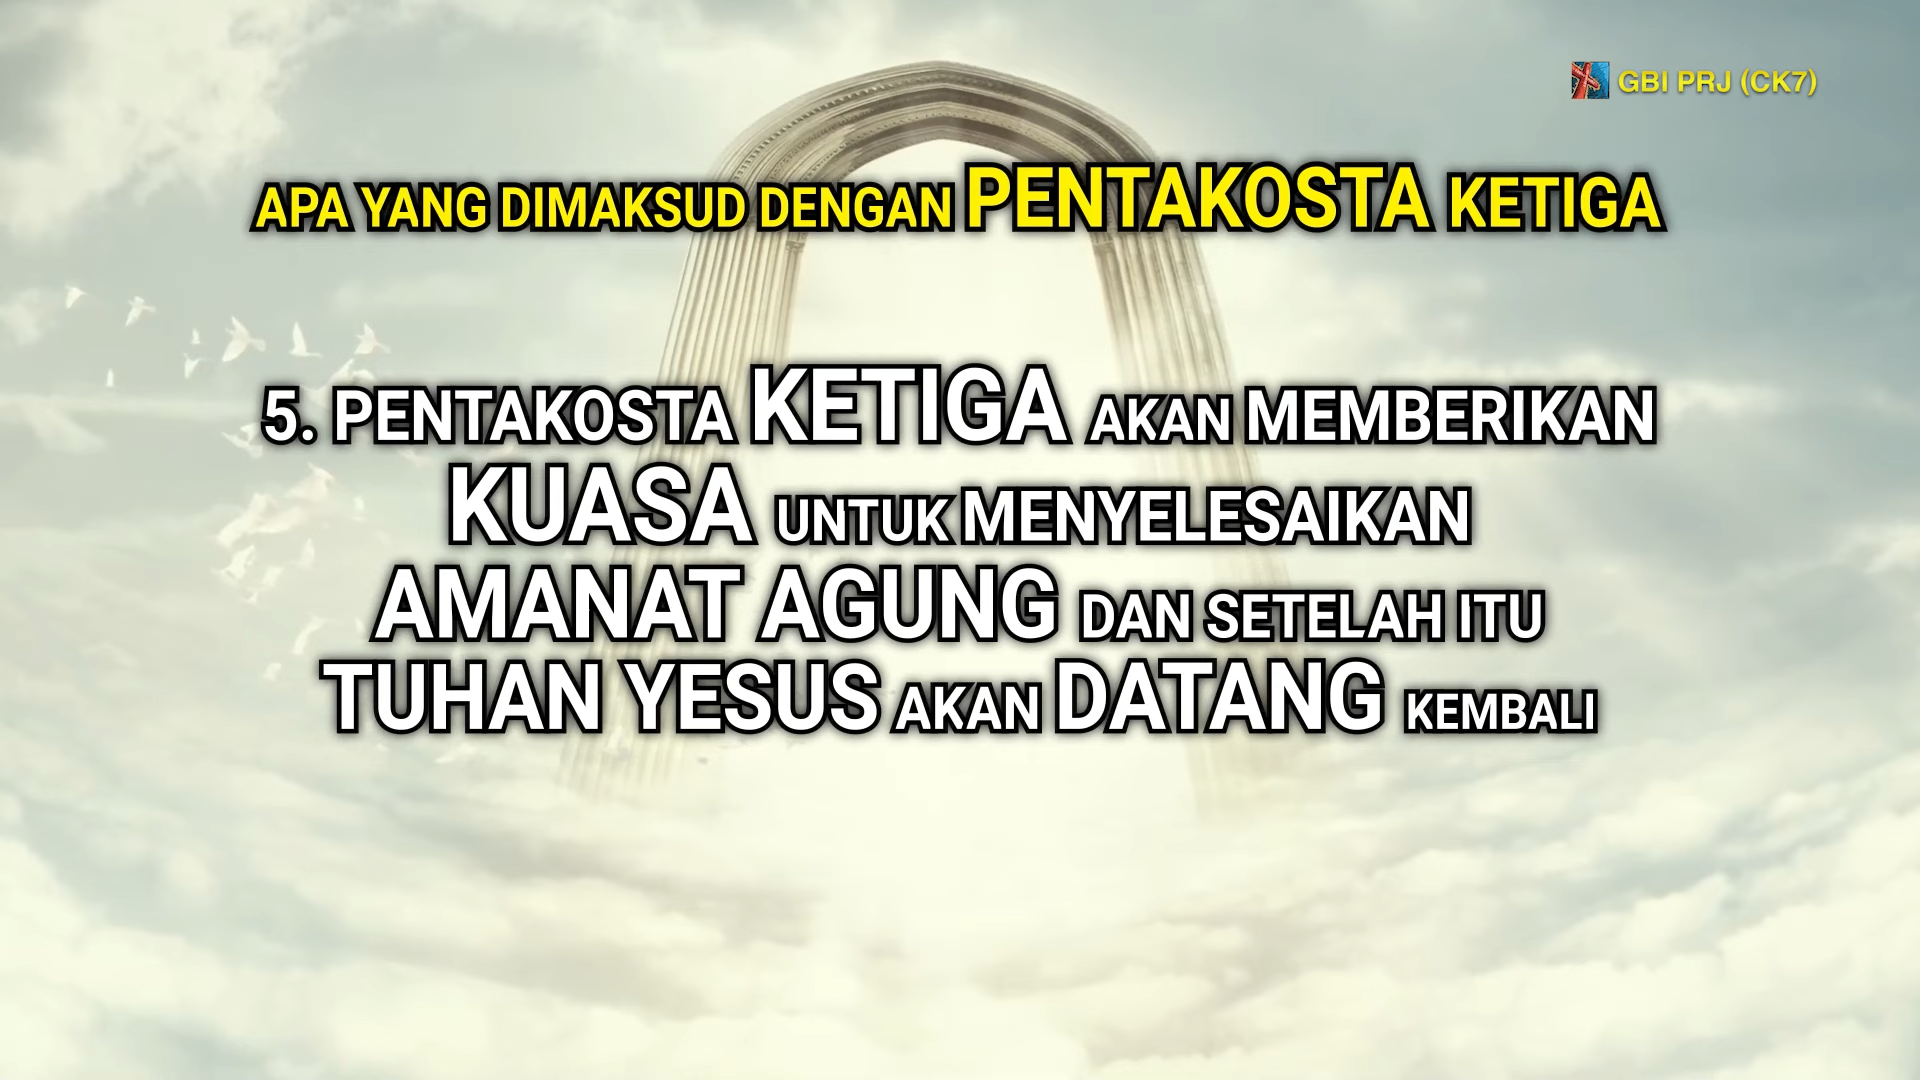 GBI PRJ (CK7)
APA YANG DIMAKSUD DENGAN PENTAKOSTA KETIGA
5. PENTAKOSTA KETIGA AKAN MEMBERIKAN
KUASA UNTUK MENYELESAIKAN
AMANAT AGUNG DAN SETELAH ITU
TUHAN YESUS AKAN DATANG KEMBALI